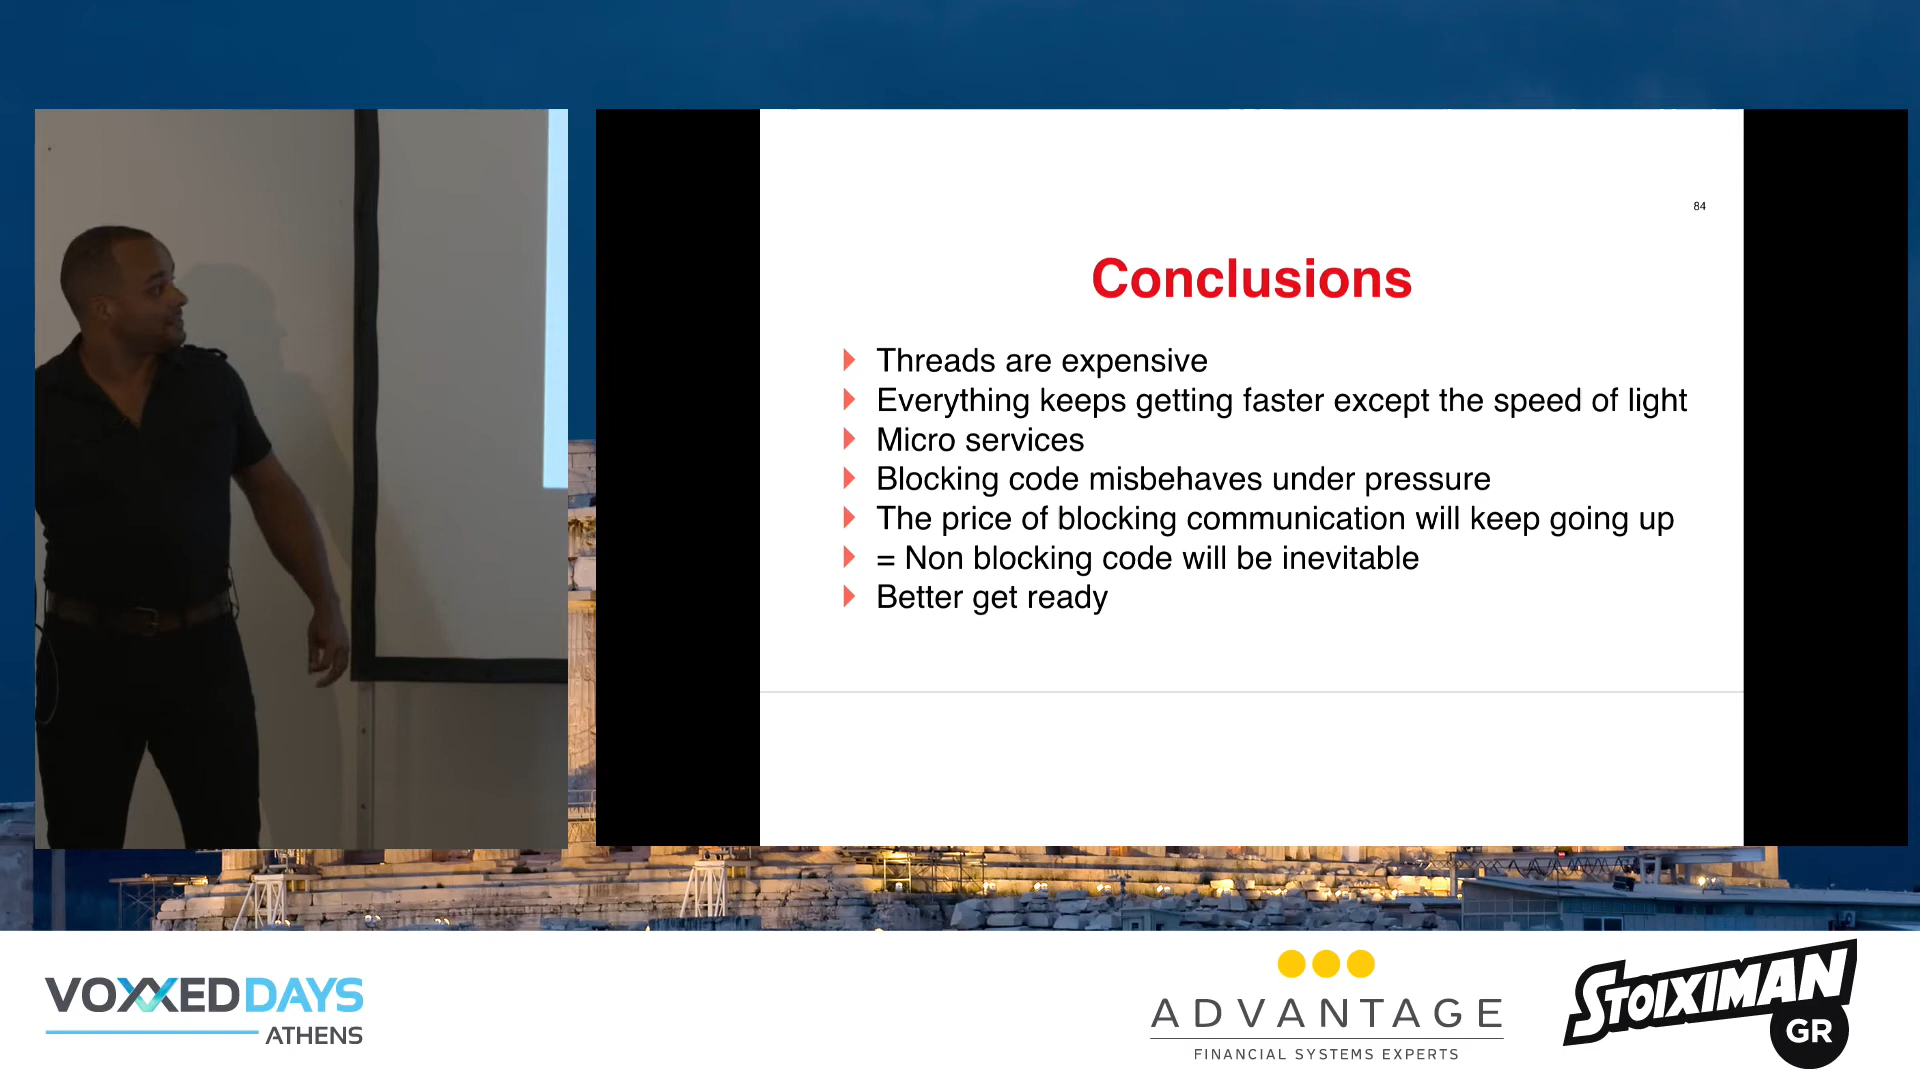 84
Conclusions
Threads are expensive
Everything keeps getting faster except the speed of light
Micro services
Blocking code misbehaves under pressure
The price of blocking communication will keep going up
= Non blocking code will be inevitable
Better get ready
VOXXED DAYS
ATHENS
ADVANTAGE
FINANCIAL SYSTEMS EXPERTS
STOIXIMAN
GR